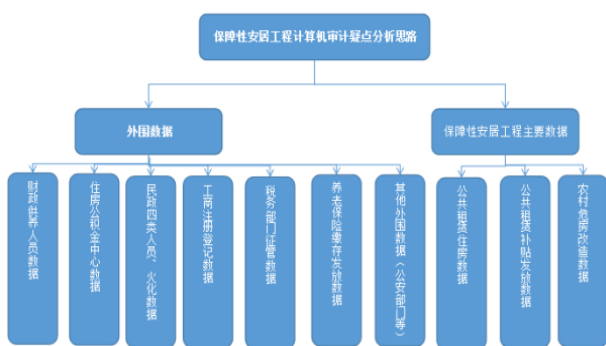 保障性安居工程计算机审计疑点分析思路
外围数据
保障性安居工程主要数据
财政供养人员数据
住房公积金中心数据
民政四类人员、火化数据
工商注册登记数据
税务部门征管数据
养老保险缴存发放数据
其他外围数据（公安部门等）
公共租赁住房数据
公共租赁补贴发放数据
农村危房改造数据